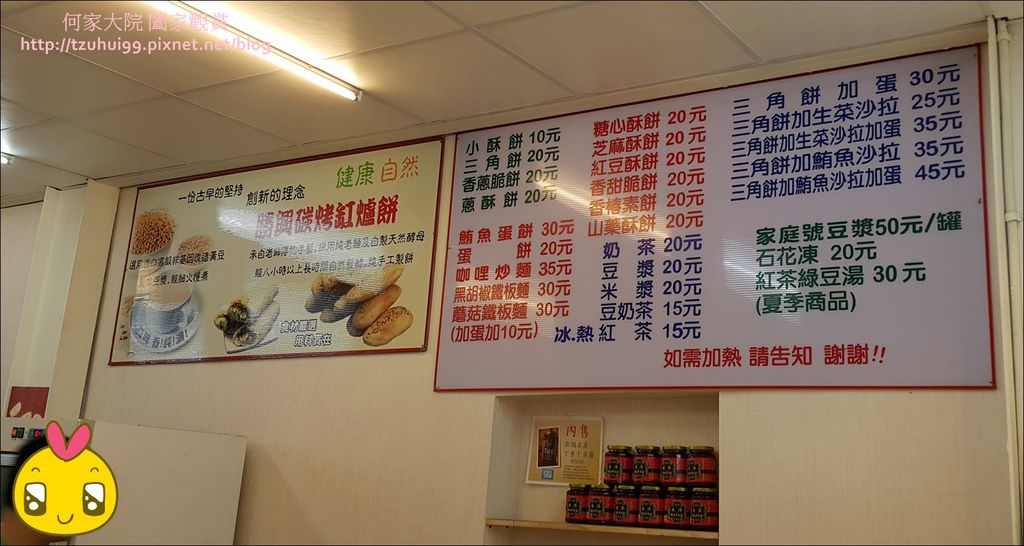 何家大院 闔家觀賞
http://tzuhui99.pixnet.net/blog
健康 自然
一份古早的堅持 創新的理念
碳烤缸爐餅
食材嚴選
用料實在
小酥餅 10元
三角餅 20元
香蔥脆餅 20元
蔥酥餅 20元
鮪魚蛋餅 30元
蛋餅 20元
咖哩炒麵 35元
黑胡椒鐵板麵 30元
蘑菇鐵板麵 30元
(加蛋加10元)
糖心酥餅 20元
芝麻酥餅 20元
紅豆酥餅 20元
香甜脆餅 20元
香椿素餅 20元
山藥酥餅 20元
奶茶 20元
豆漿 20元
米漿 20元
豆奶茶 15元
冰.熱 紅茶 15元
三角餅加蛋 30元
三角餅加生菜沙拉 25元
三角餅加生菜沙拉加蛋 35元
三角餅加鮪魚沙拉 35元
三角餅加鮪魚沙拉加蛋 45元
家庭號豆漿50元/罐
石花凍 20元
紅茶綠豆湯 30元
(夏季商品)
如需加熱 請告知 謝謝!!
內售